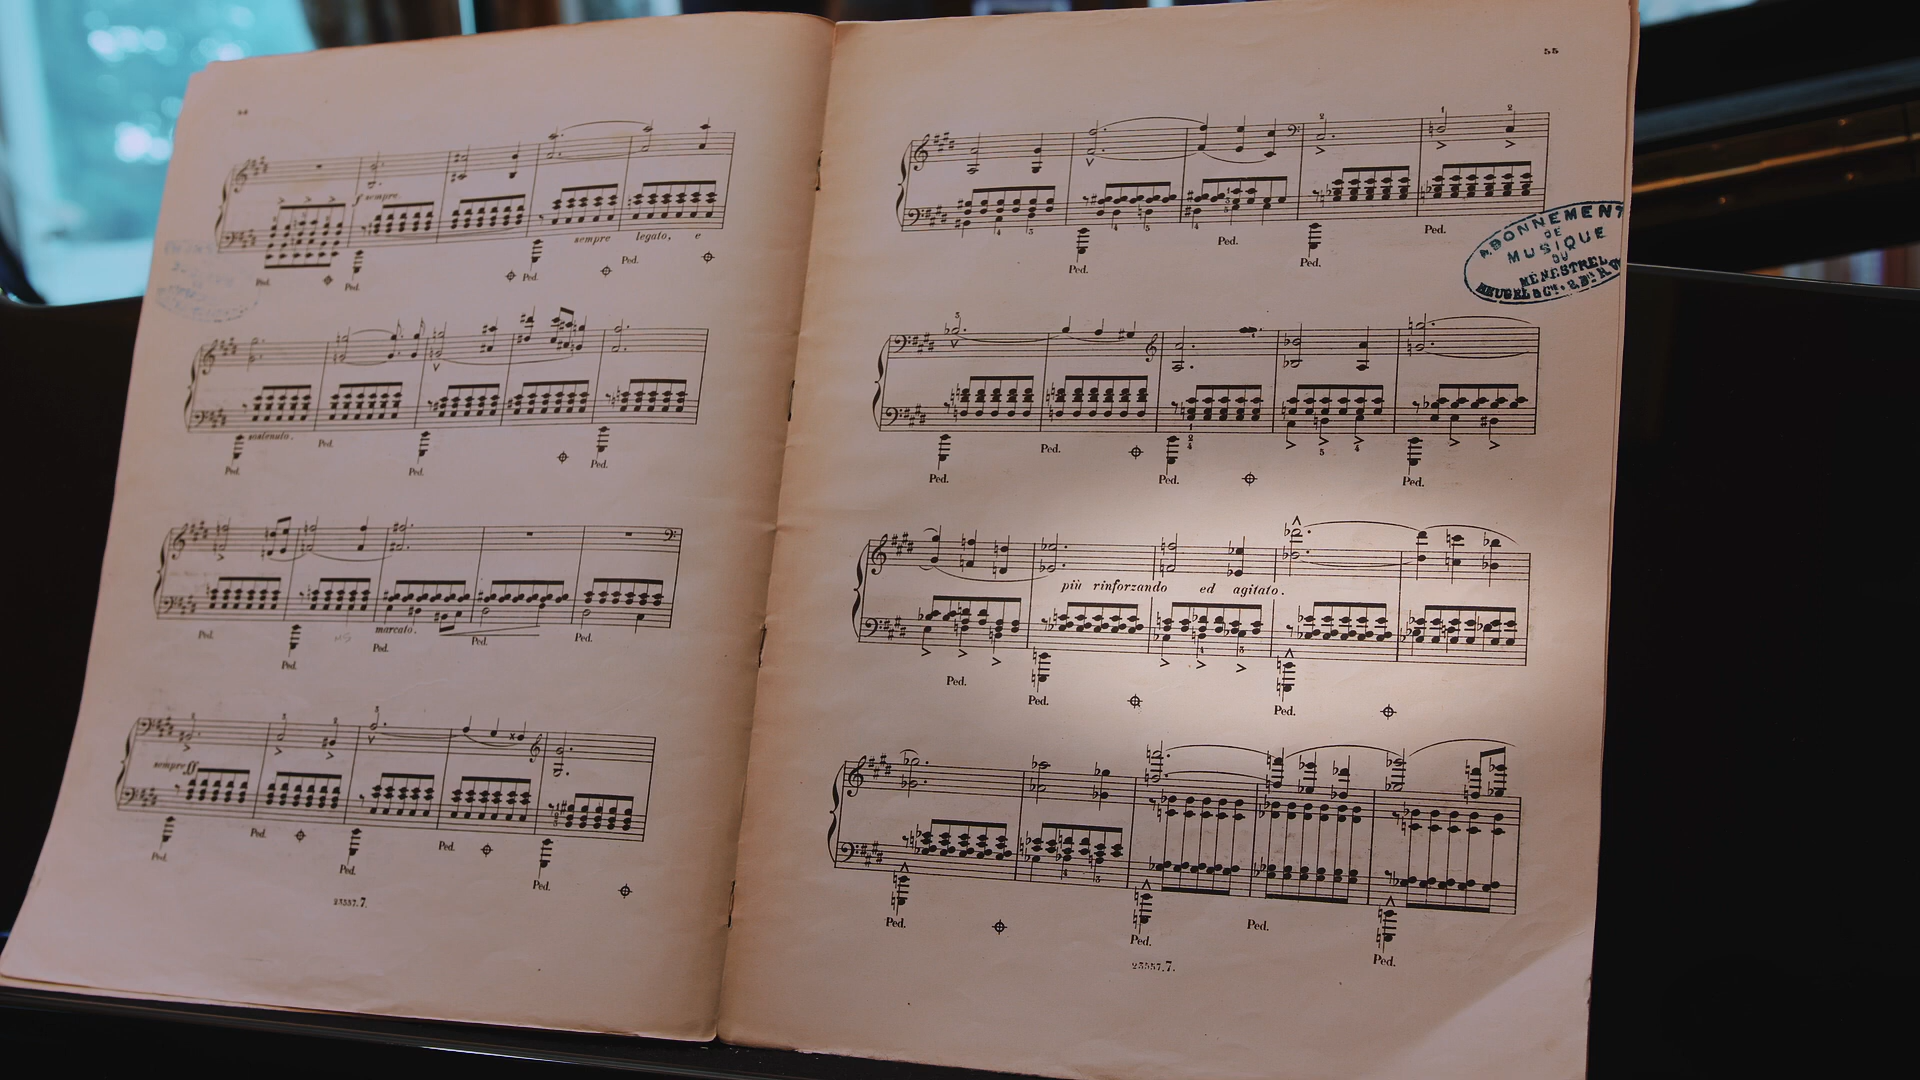 f sempre.
sempre legato, e
Ped. Ped. Ped. Ped.
sostenuto.
Ped. Ped. Ped. Ped.
marcato.
Ped. Ped. Ped. Ped. Ped.
sempre ff
Ped. Ped. Ped. Ped. Ped.
23557.7.
55
Ped. Ped. Ped. Ped.
ABONNEMENT
DE
MUSIQUE
DU
MÉNESTREL
Ped. Ped. Ped. Ped.
più rinforzando ed agitato.
Ped. Ped. Ped.
Ped. Ped. Ped. Ped.
23557.7.